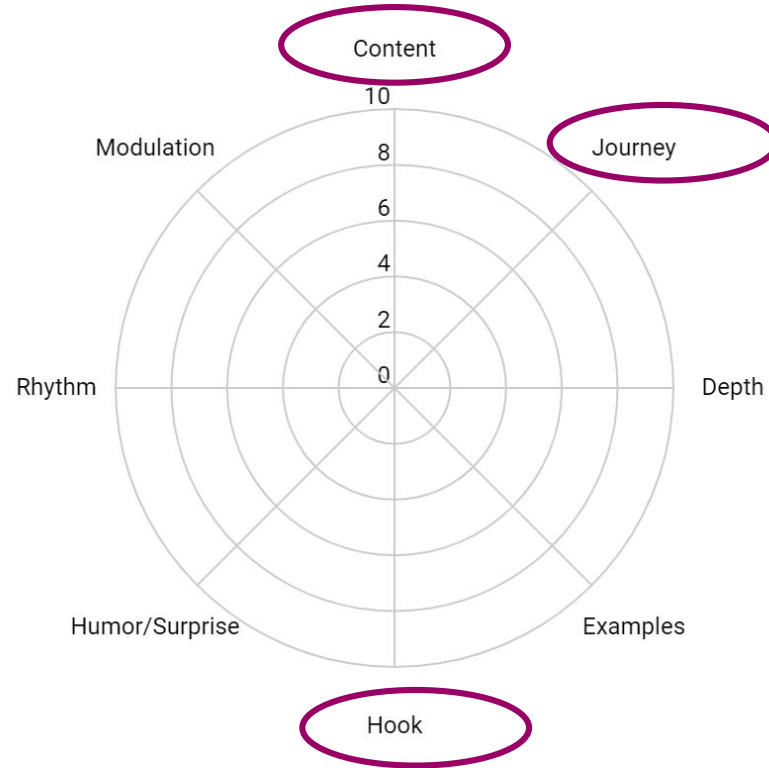 Content
10
Modulation
Journey
8
6
4
2
0
Rhythm
Depth
Humor/Surprise
Examples
Hook